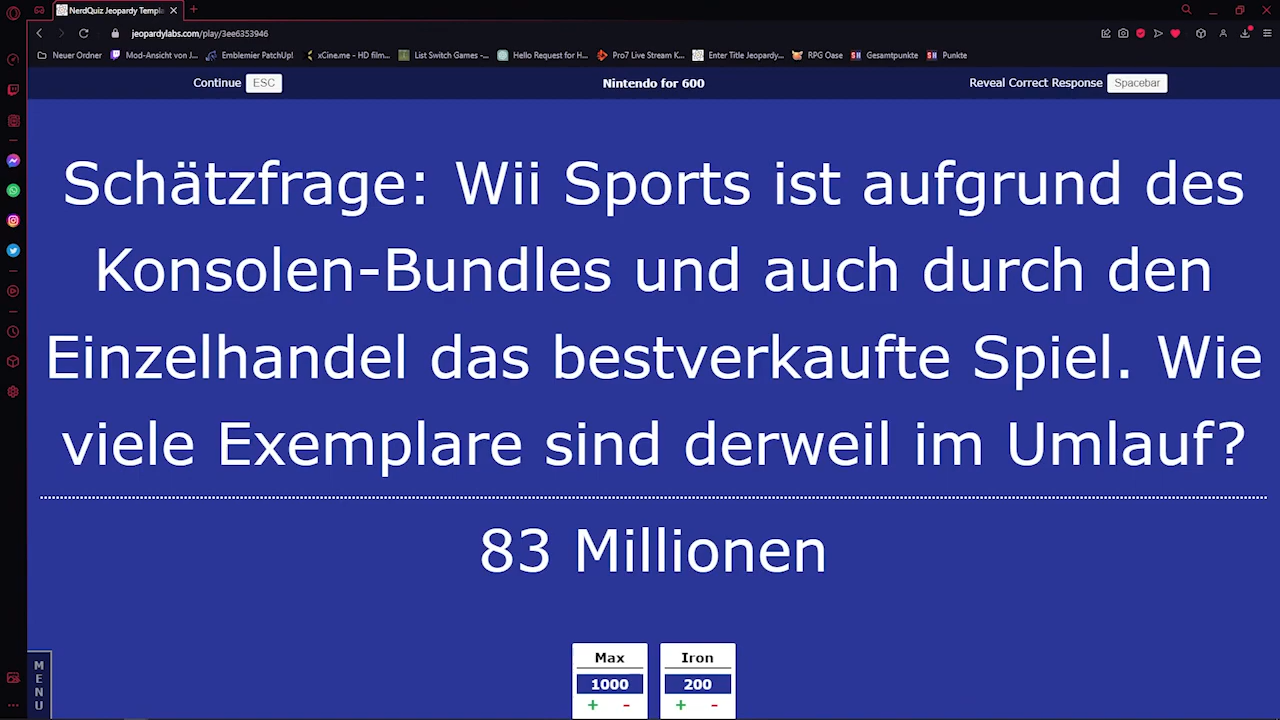 NerdQuiz Jeopardy Templa
jeopardylabs.com/play/3ee6353946
Neuer Ordner
Mod-Ansicht von J...
Emblemier PatchUp!
xCine.me - HD film...
List Switch Games -...
Hello Request for H...
Pro7 Live Stream K...
Enter Title Jeopardy...
RPG Oase
Gesamtpunkte
Punkte
Continue ESC
Nintendo for 600
Reveal Correct Response Spacebar
Schätzfrage: Wii Sports ist aufgrund des
Konsolen-Bundles und auch durch den
Einzelhandel das bestverkaufte Spiel. Wie
viele Exemplare sind derweil im Umlauf?
83 Millionen
Max
1000
+ -
Iron
200
+ -
MENU